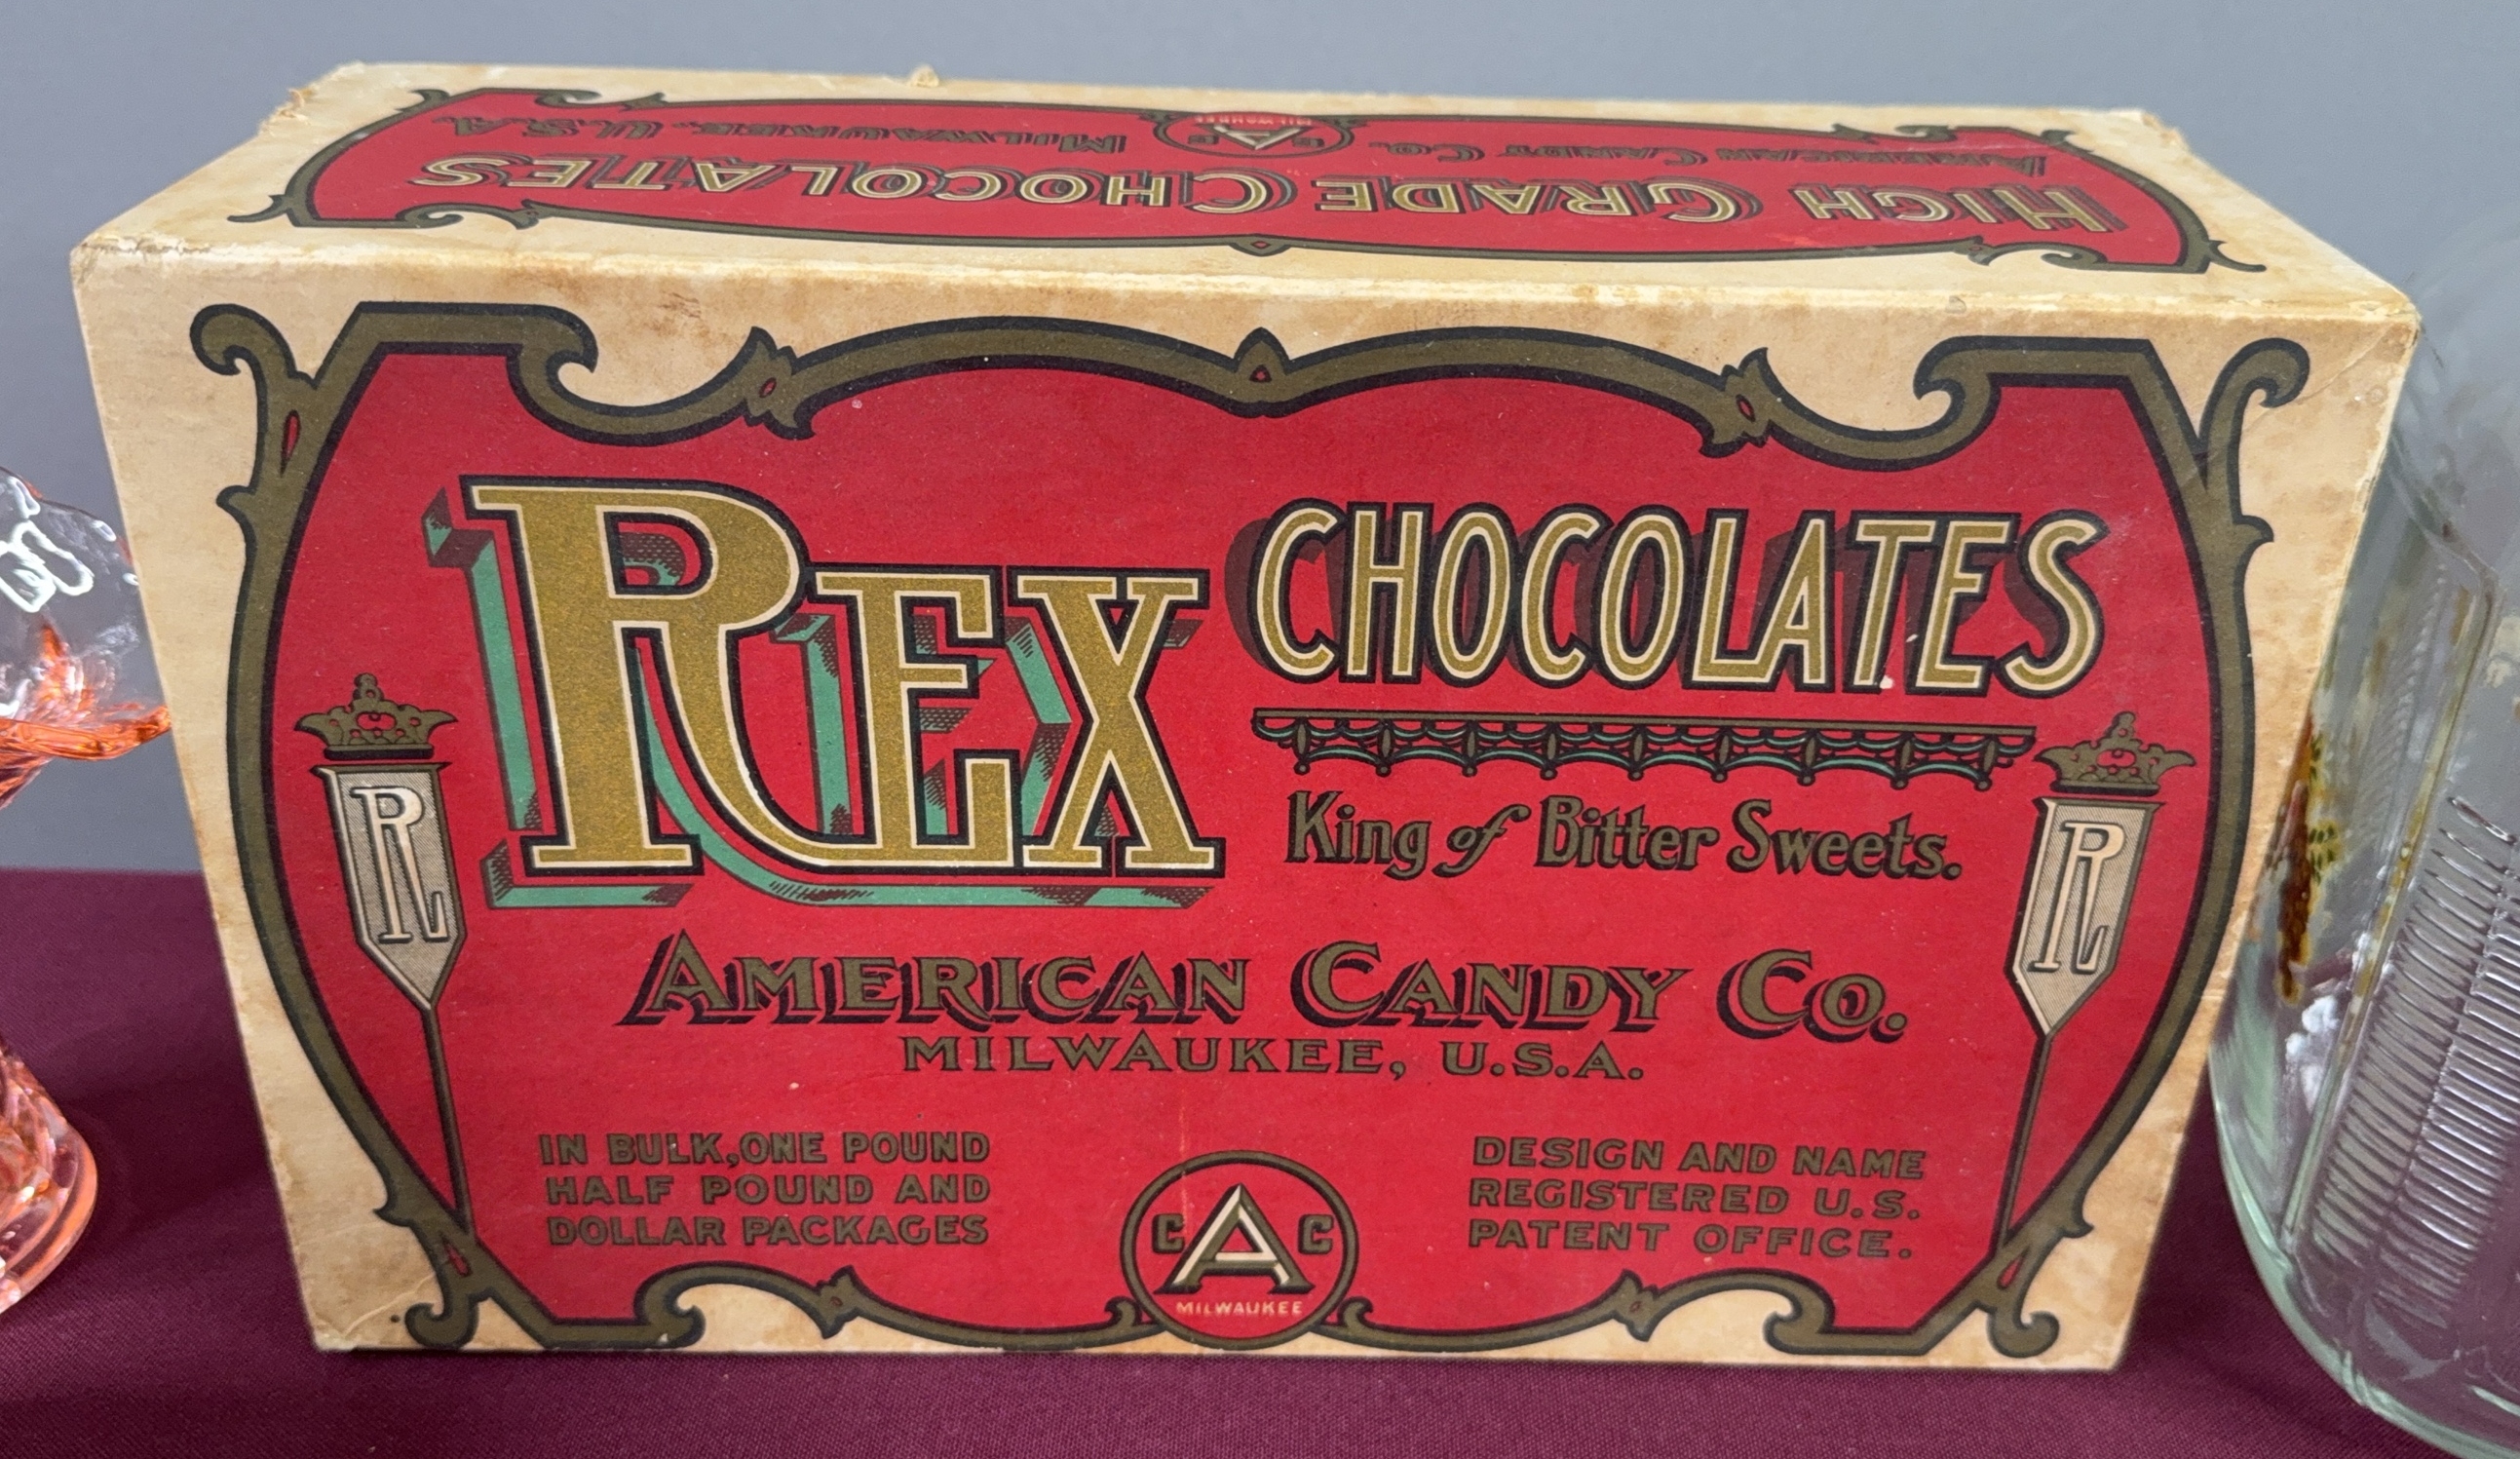 HIGH GRADE CHOCOLATES
AMERICAN CANDY CO.
C A C
MILWAUKEE
MILWAUKEE, U.S.A.
REX CHOCOLATES
King of Bitter Sweets.
R
R
AMERICAN CANDY CO.
MILWAUKEE, U.S.A.
IN BULK, ONE POUND
HALF POUND AND
DOLLAR PACKAGES
C A C
MILWAUKEE
DESIGN AND NAME
REGISTERED U.S.
PATENT OFFICE.